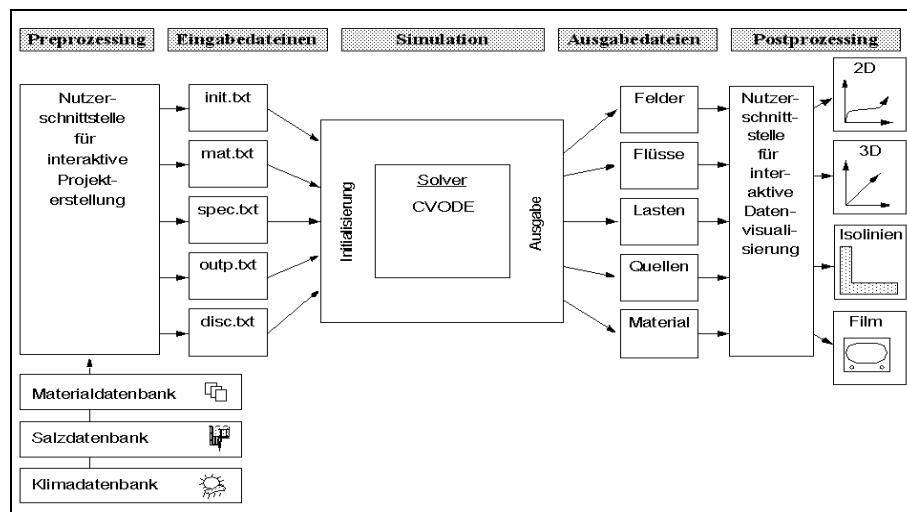 Preprozessing
Eingabedateinen
Simulation
Ausgabedateien
Postprozessing
Nutzer-
schnittstelle
für
interaktive
Projekt-
erstellung
init.txt
mat.txt
spec.txt
outp.txt
disc.txt
Initialisierung
Solver
CVODE
Ausgabe
Felder
Flüsse
Lasten
Quellen
Material
Nutzer-
schnitt-
stelle
für
inter-
aktive
Daten-
visuali-
sierung
2D
3D
Isolinien
Film
Materialdatenbank
Salzdatenbank
Klimadatenbank